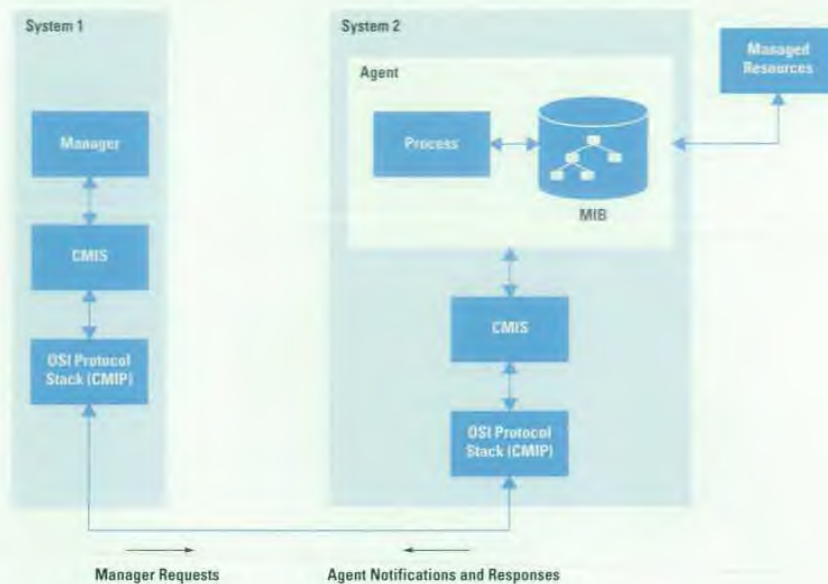 System 1
System 2
Managed
Resources
Agent
Manager
Process
MIB
CMIS
CMIS
OSI Protocol
Stack (CMIP)
OSI Protocol
Stack (CMIP)
Manager Requests
Agent Notifications and Responses